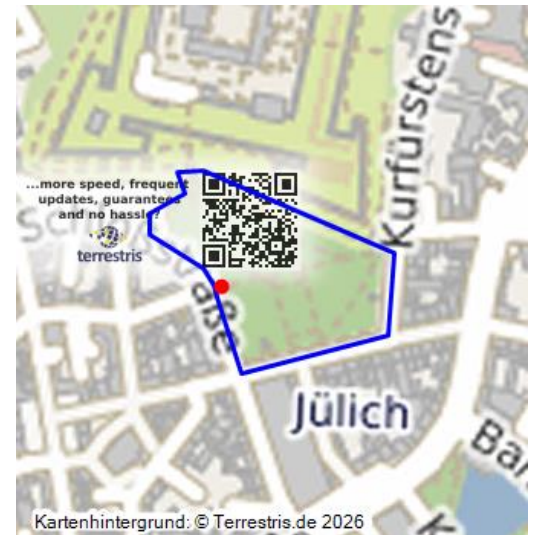 Kurfürstens
...more speed, frequent
updates, guarantees
and no hassle?
terrestris
aße
Jülich
Ba
K
Kartenhintergrund: © Terrestris.de 2026